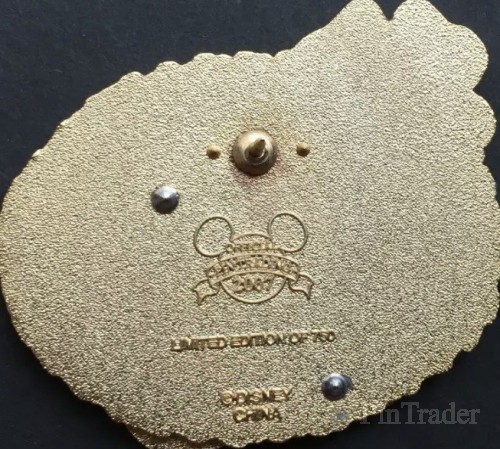 OFFICIAL
PIN TRADING
2007
LIMITED EDITION OF 750
©DISNEY
CHINA
PinTrader